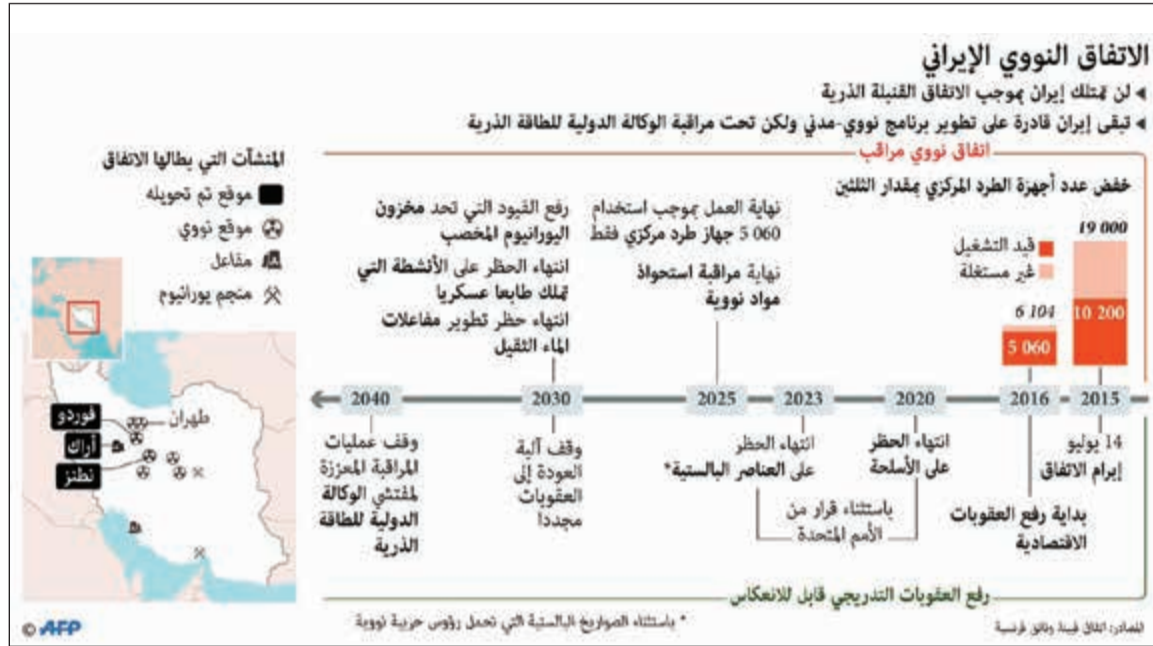 الاتفاق النووي الإيراني
لن تمتلك إيران بموجب الاتفاق القنبلة الذرية
تبقى إيران قادرة على تطوير برنامج نووي-مدني ولكن تحت مراقبة الوكالة الدولية للطاقة الذرية
اتفاق نووي مراقب
خفض عدد أجهزة الطرد المركزي بمقدار الثلثين
19 000
10 200
6 104
5 060
قيد التشغيل
غير مستغلة
نهاية العمل بموجب استخدام
5 060 جهاز طرد مركزي فقط
نهاية مراقبة استحواذ
مواد نووية
رفع القيود التي تحد مخزون
اليورانيوم المخصب
انتهاء الحظر على الأنشطة التي
تملك طابعا عسكريا
انتهاء حظر تطوير مفاعلات
الماء الثقيل
2015
2016
2020
2023
2025
2030
2040
14 يوليو
إبرام الاتفاق
بداية رفع العقوبات
الاقتصادية
انتهاء الحظر
على الأسلحة
انتهاء الحظر
على العناصر البالستية*
باستثناء قرار من
الأمم المتحدة
وقف آلية
العودة إلى
العقوبات
مجددا
وقف عمليات
المراقبة المعززة
لمفتشي الوكالة
الدولية للطاقة
الذرية
رفع العقوبات التدريجي قابل للانعكاس
* باستثناء الصواريخ البالستية التي تحمل رؤوس حربية نووية
المصادر: اتفاق فيينا، وثائق فرنسية
المنشآت التي يطالها الاتفاق
موقع تم تحويله
موقع نووي
مفاعل
منجم يورانيوم
طهران
فوردو
أراك
نطنز
© AFP